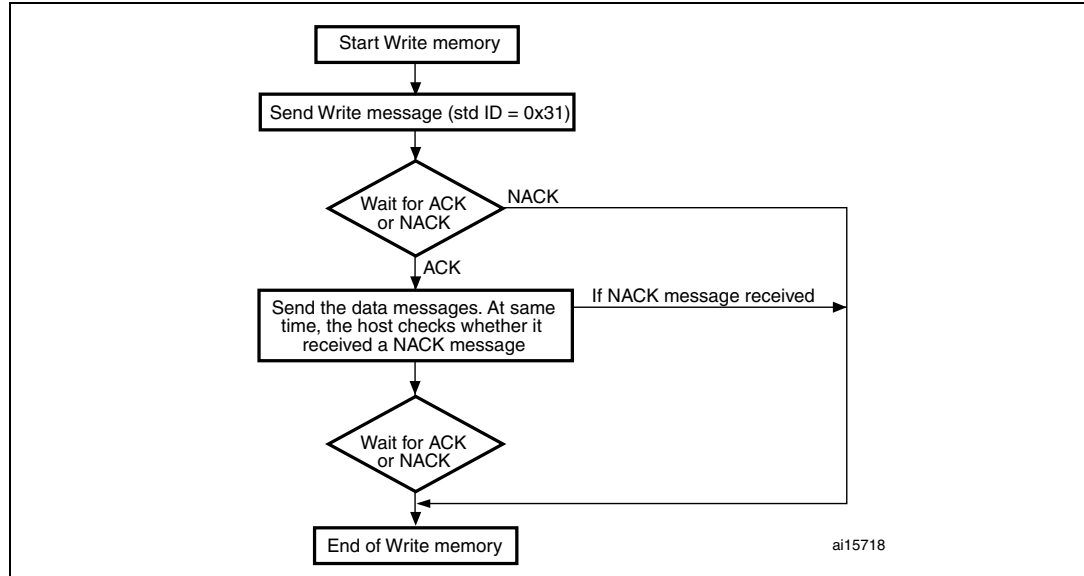 Start Write memory
Send Write message (std ID = 0x31)
Wait for ACK
or NACK
NACK
ACK
Send the data messages. At same
time, the host checks whether it
received a NACK message
If NACK message received
Wait for ACK
or NACK
End of Write memory
ai15718